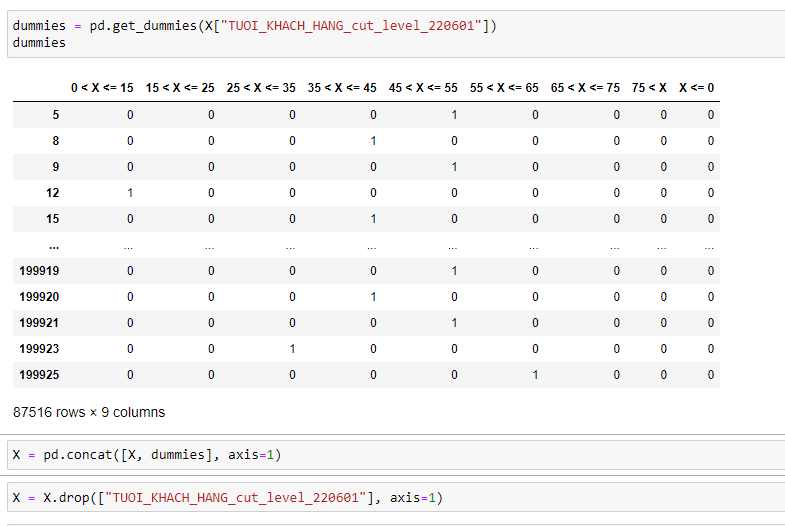 dummies = pd.get_dummies(X["TUOI_KHACH_HANG_cut_level_220601"])
dummies
0 < X <= 15 15 < X <= 25 25 < X <= 35 35 < X <= 45 45 < X <= 55 55 < X <= 65 65 < X <= 75 75 < X X <= 0
5 0 0 0 0 1 0 0 0 0
8 0 0 0 1 0 0 0 0 0
9 0 0 0 0 1 0 0 0 0
12 1 0 0 0 0 0 0 0 0
15 0 0 0 1 0 0 0 0 0
... ... ... ... ... ... ... ... ... ...
199919 0 0 0 0 1 0 0 0 0
199920 0 0 0 1 0 0 0 0 0
199921 0 0 0 0 1 0 0 0 0
199923 0 0 1 0 0 0 0 0 0
199925 0 0 0 0 0 1 0 0 0
87516 rows × 9 columns
X = pd.concat([X, dummies], axis=1)
X = X.drop(["TUOI_KHACH_HANG_cut_level_220601"], axis=1)